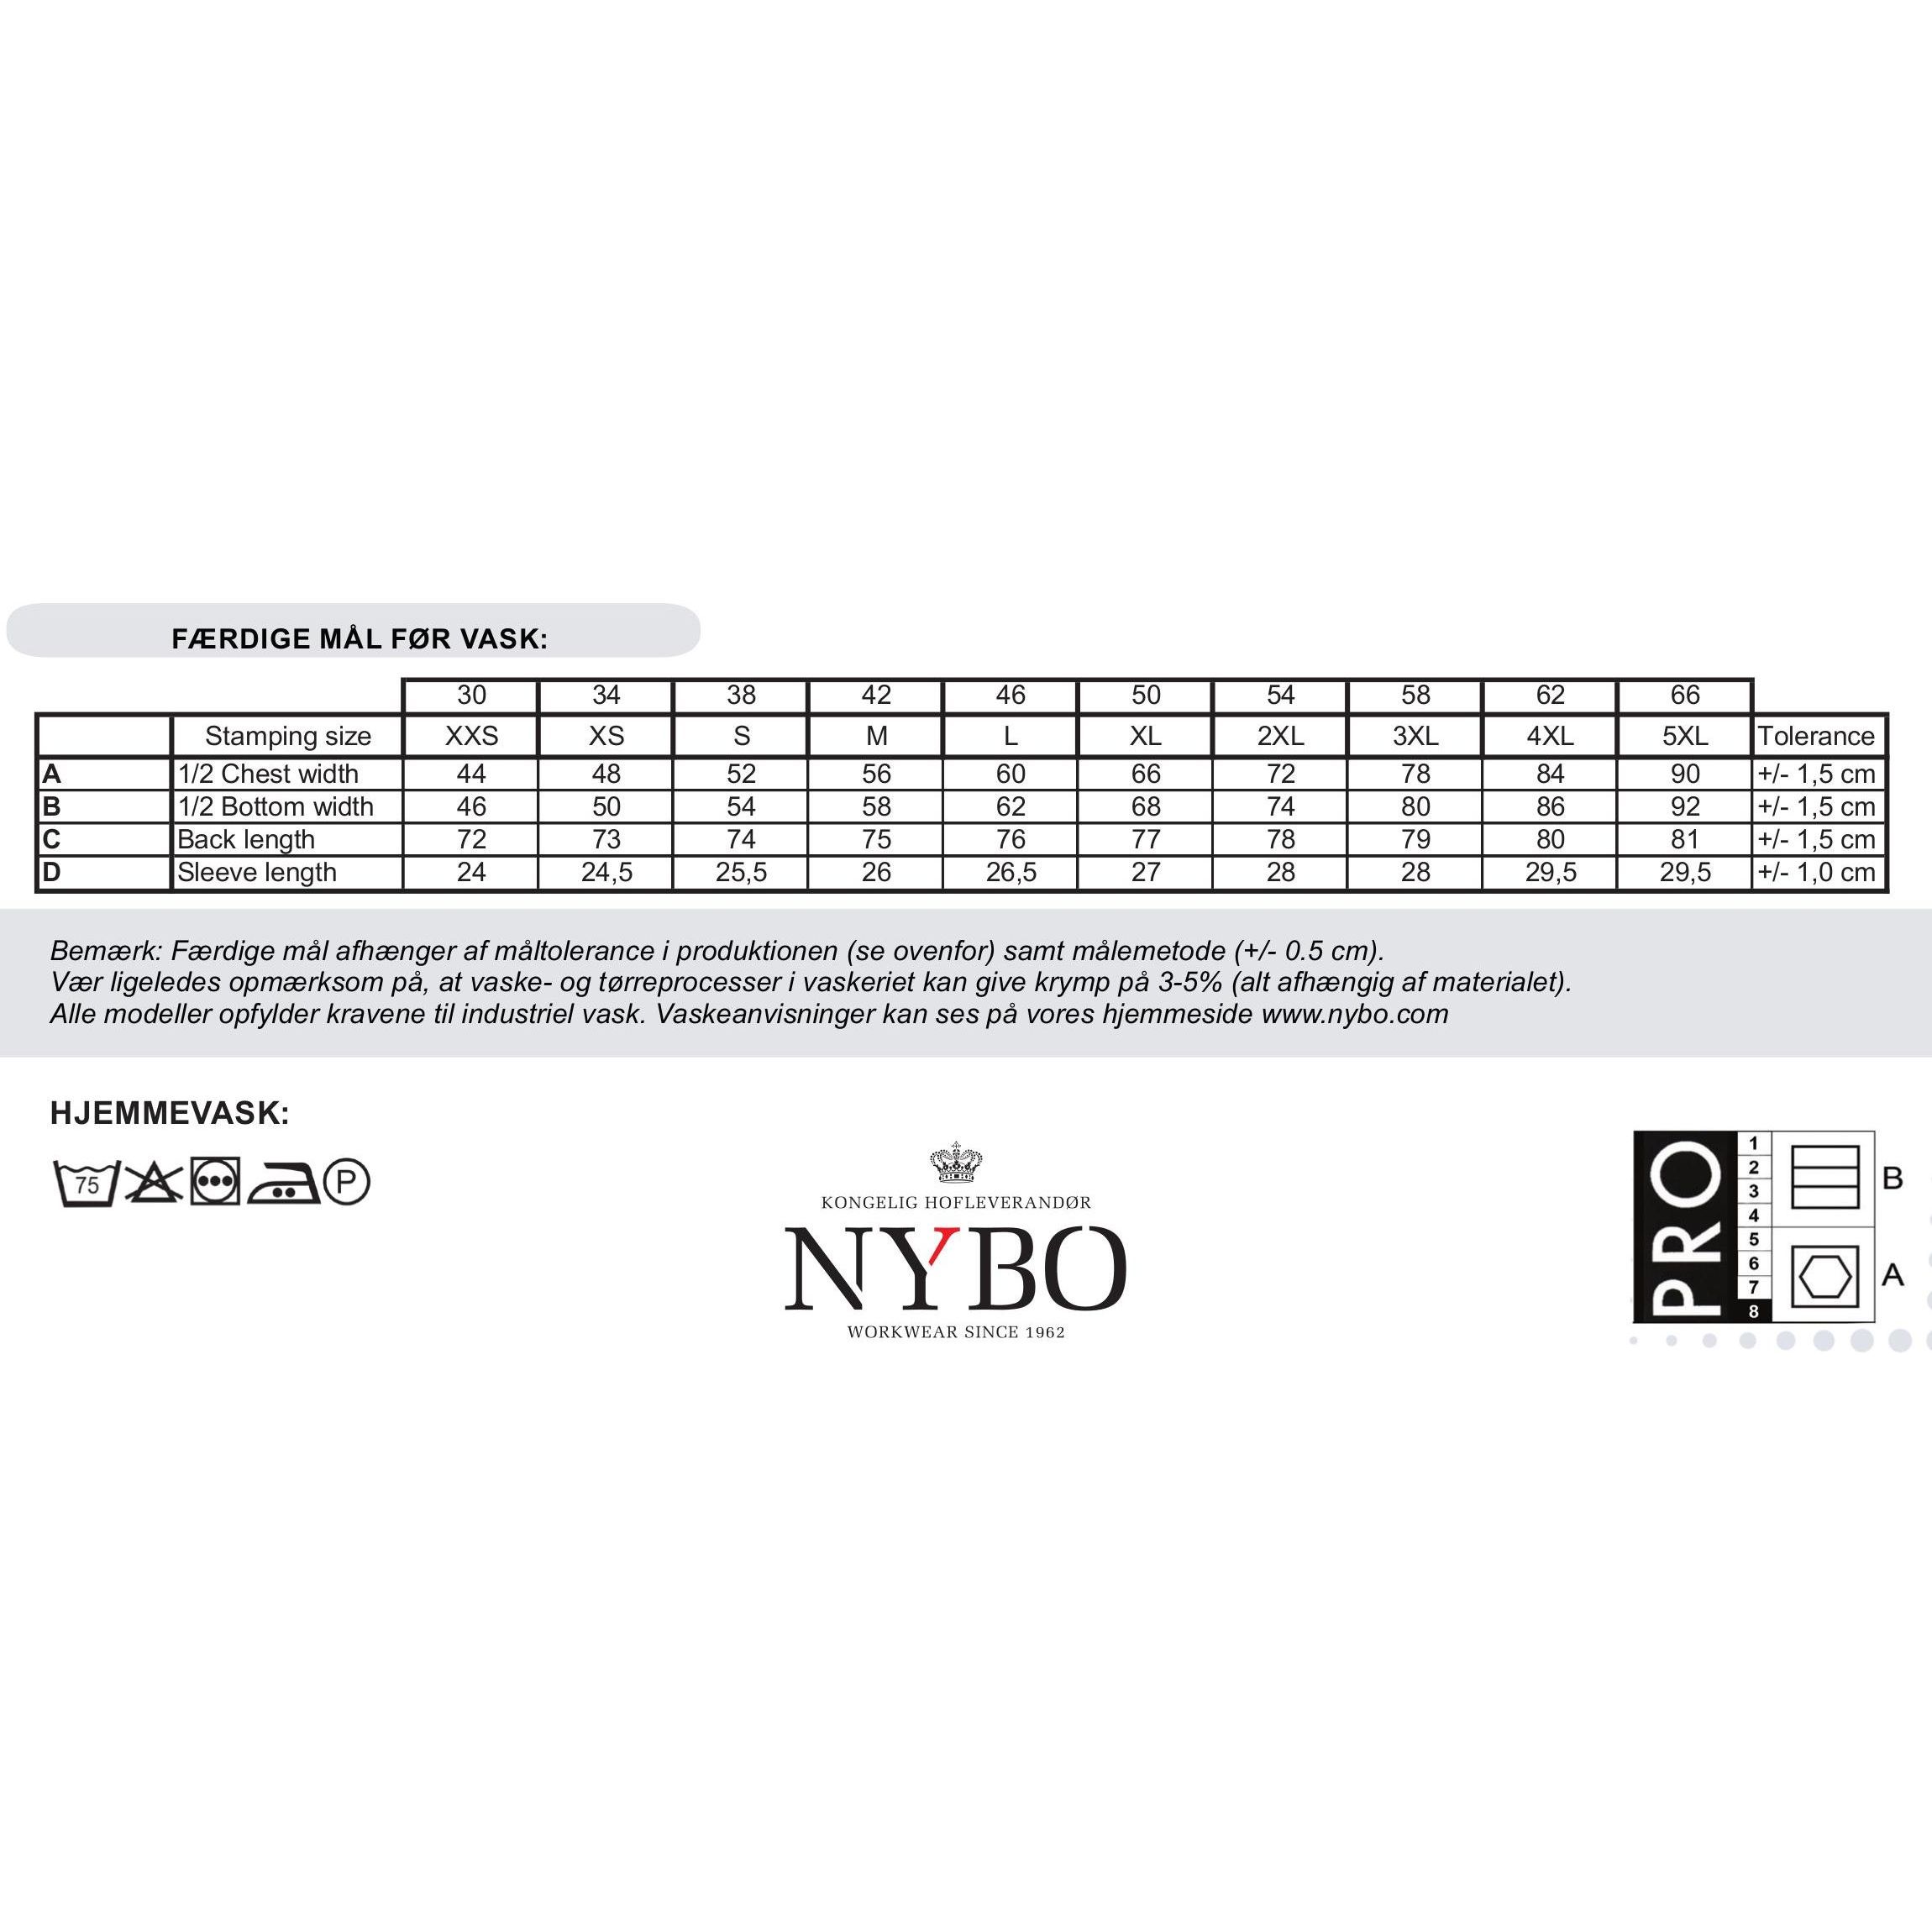 FÆRDIGE MÅL FØR VASK:
30 34 38 42 46 50 54 58 62 66
Stamping size XXS XS S M L XL 2XL 3XL 4XL 5XL Tolerance
A 1/2 Chest width 44 48 52 56 60 66 72 78 84 90 +/- 1,5 cm
B 1/2 Bottom width 46 50 54 58 62 68 74 80 86 92 +/- 1,5 cm
C Back length 72 73 74 75 76 77 78 79 80 81 +/- 1,5 cm
D Sleeve length 24 24,5 25,5 26 26,5 27 28 28 29,5 29,5 +/- 1,0 cm
Bemærk: Færdige mål afhænger af måltolerance i produktionen (se ovenfor) samt målemetode (+/- 0.5 cm).
Vær ligeledes opmærksom på, at vaske- og tørreprocesser i vaskeriet kan give krymp på 3-5% (alt afhængig af materialet).
Alle modeller opfylder kravene til industriel vask. Vaskeanvisninger kan ses på vores hjemmeside www.nybo.com
HJEMMEVASK:
75 P
KONGELIG HOFLEVERANDØR
NYBO
WORKWEAR SINCE 1962
PRO
1
2
3
4
5
6
7
8
B
A